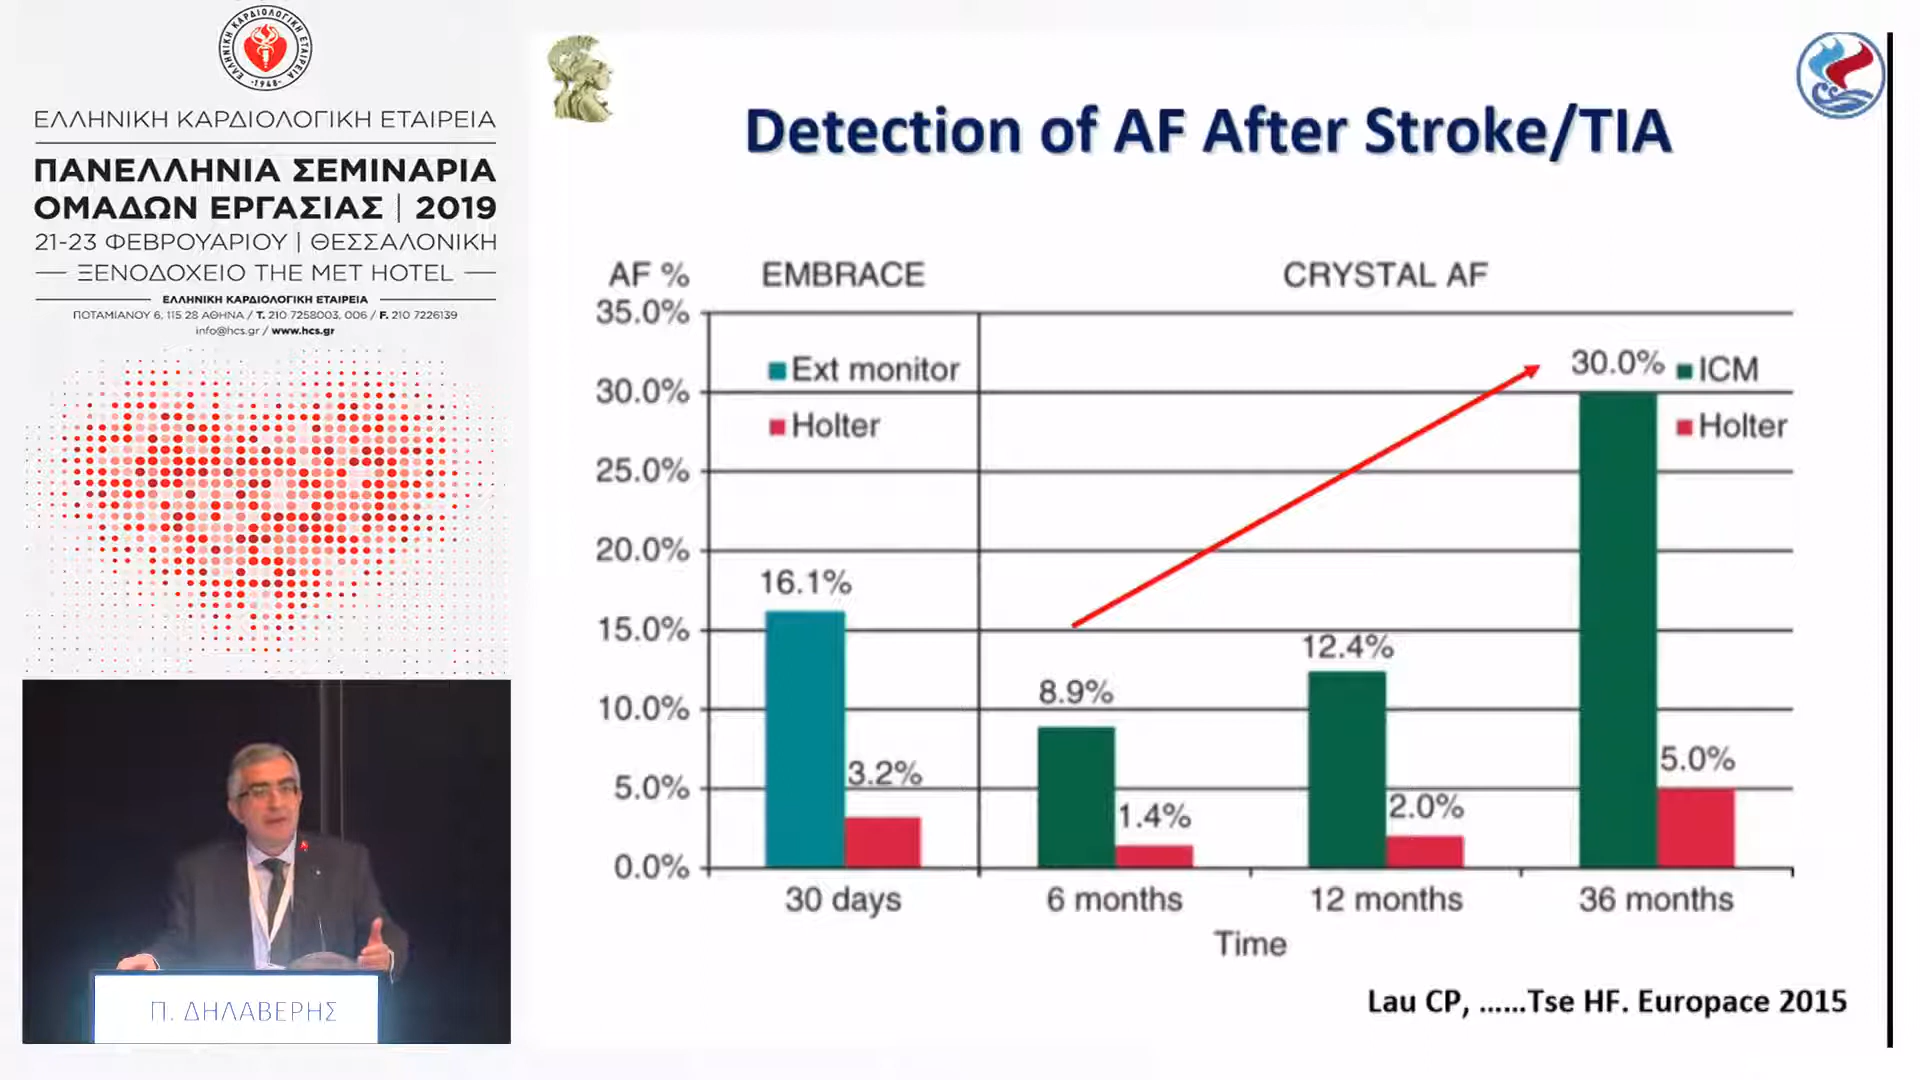 ΕΛΛΗΝΙΚΗ ΚΑΡΔΙΟΛΟΓΙΚΗ ΕΤΑΙΡΕΙΑ
·1948·
ΕΛΛΗΝΙΚΗ ΚΑΡΔΙΟΛΟΓΙΚΗ ΕΤΑΙΡΕΙΑ
ΠΑΝΕΛΛΗΝΙΑ ΣΕΜΙΝΑΡΙΑ
ΟΜΑΔΩΝ ΕΡΓΑΣΙΑΣ | 2019
21-23 ΦΕΒΡΟΥΑΡΙΟΥ | ΘΕΣΣΑΛΟΝΙΚΗ
ΞΕΝΟΔΟΧΕΙΟ THE MET HOTEL
ΕΛΛΗΝΙΚΗ ΚΑΡΔΙΟΛΟΓΙΚΗ ΕΤΑΙΡΕΙΑ
ΠΟΤΑΜΙΑΝΟΥ 6, 115 28 ΑΘΗΝΑ / Τ. 210 7258003, 006 / F. 210 7226139
info@hcs.gr / www.hcs.gr
Π. ΔΗΛΑΒΕΡΗΣ
Detection of AF After Stroke/TIA
AF % EMBRACE CRYSTAL AF
35.0%
30.0%
25.0%
20.0%
15.0%
10.0%
5.0%
0.0%
Ext monitor
Holter
ICM
Holter
16.1%
3.2%
8.9%
1.4%
12.4%
2.0%
30.0%
5.0%
30 days 6 months 12 months 36 months
Time
Lau CP, ......Tse HF. Europace 2015